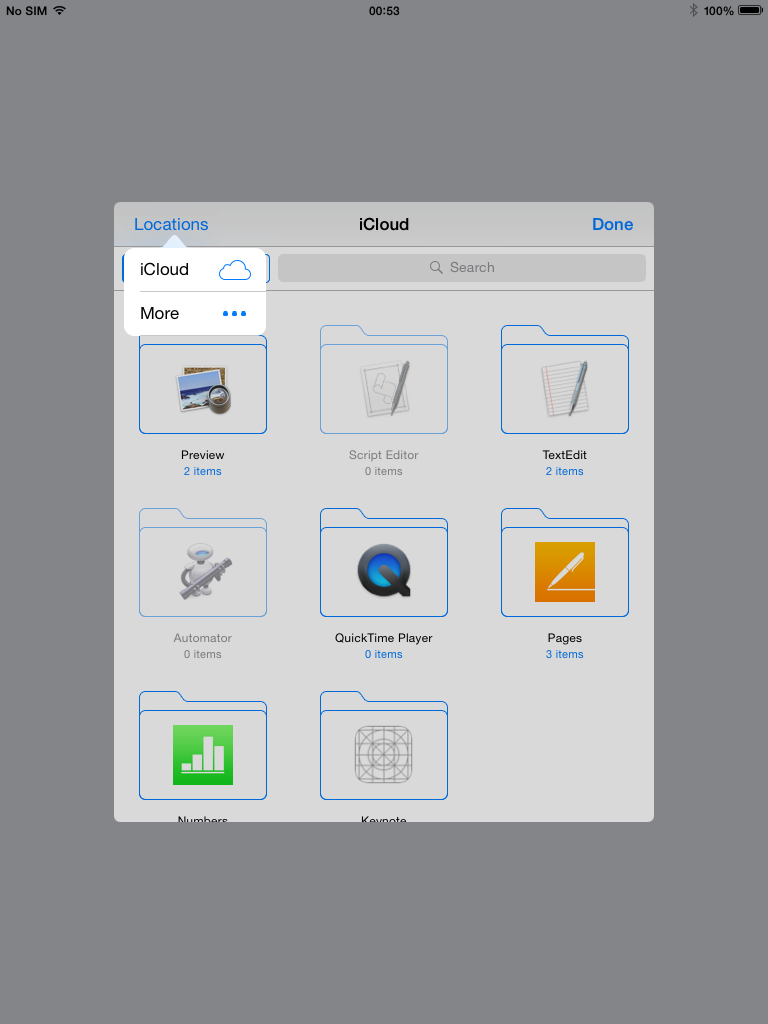 No SIM 00:53 100%
Locations iCloud Done
iCloud
Search
More
Preview Script Editor TextEdit
2 items 0 items 2 items
Automator QuickTime Player Pages
0 items 0 items 3 items
Numbers Keynote